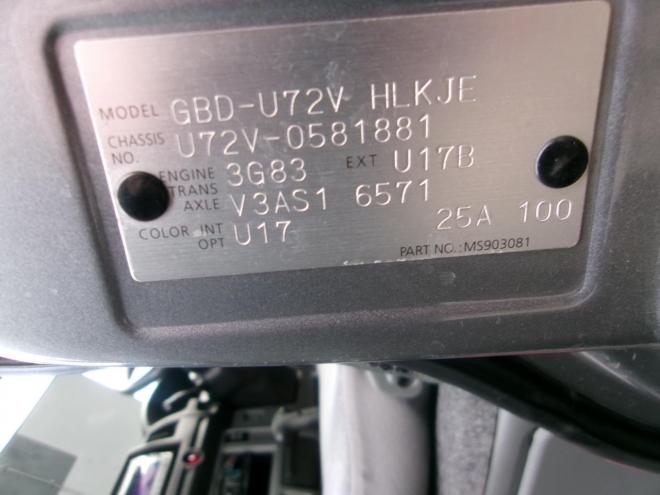 MODEL GBD-U72V HLKJE
CHASSIS NO. U72V-0581881
ENGINE 3G83 EXT U17B
TRANS AXLE V3AS1 6571
COLOR INT OPT U17 25A 100
PART NO.:MS903081